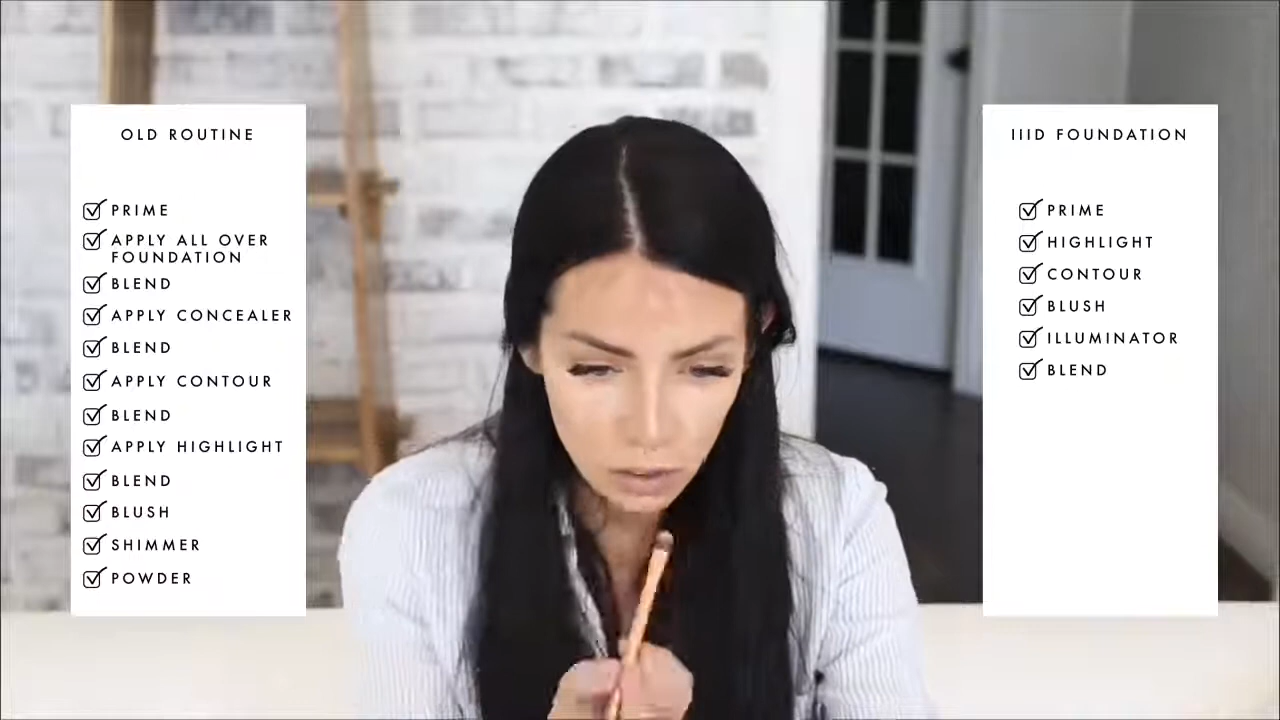 OLD ROUTINE
PRIME
APPLY ALL OVER
FOUNDATION
BLEND
APPLY CONCEALER
BLEND
APPLY CONTOUR
BLEND
APPLY HIGHLIGHT
BLEND
BLUSH
SHIMMER
POWDER
IIID FOUNDATION
PRIME
HIGHLIGHT
CONTOUR
BLUSH
ILLUMINATOR
BLEND